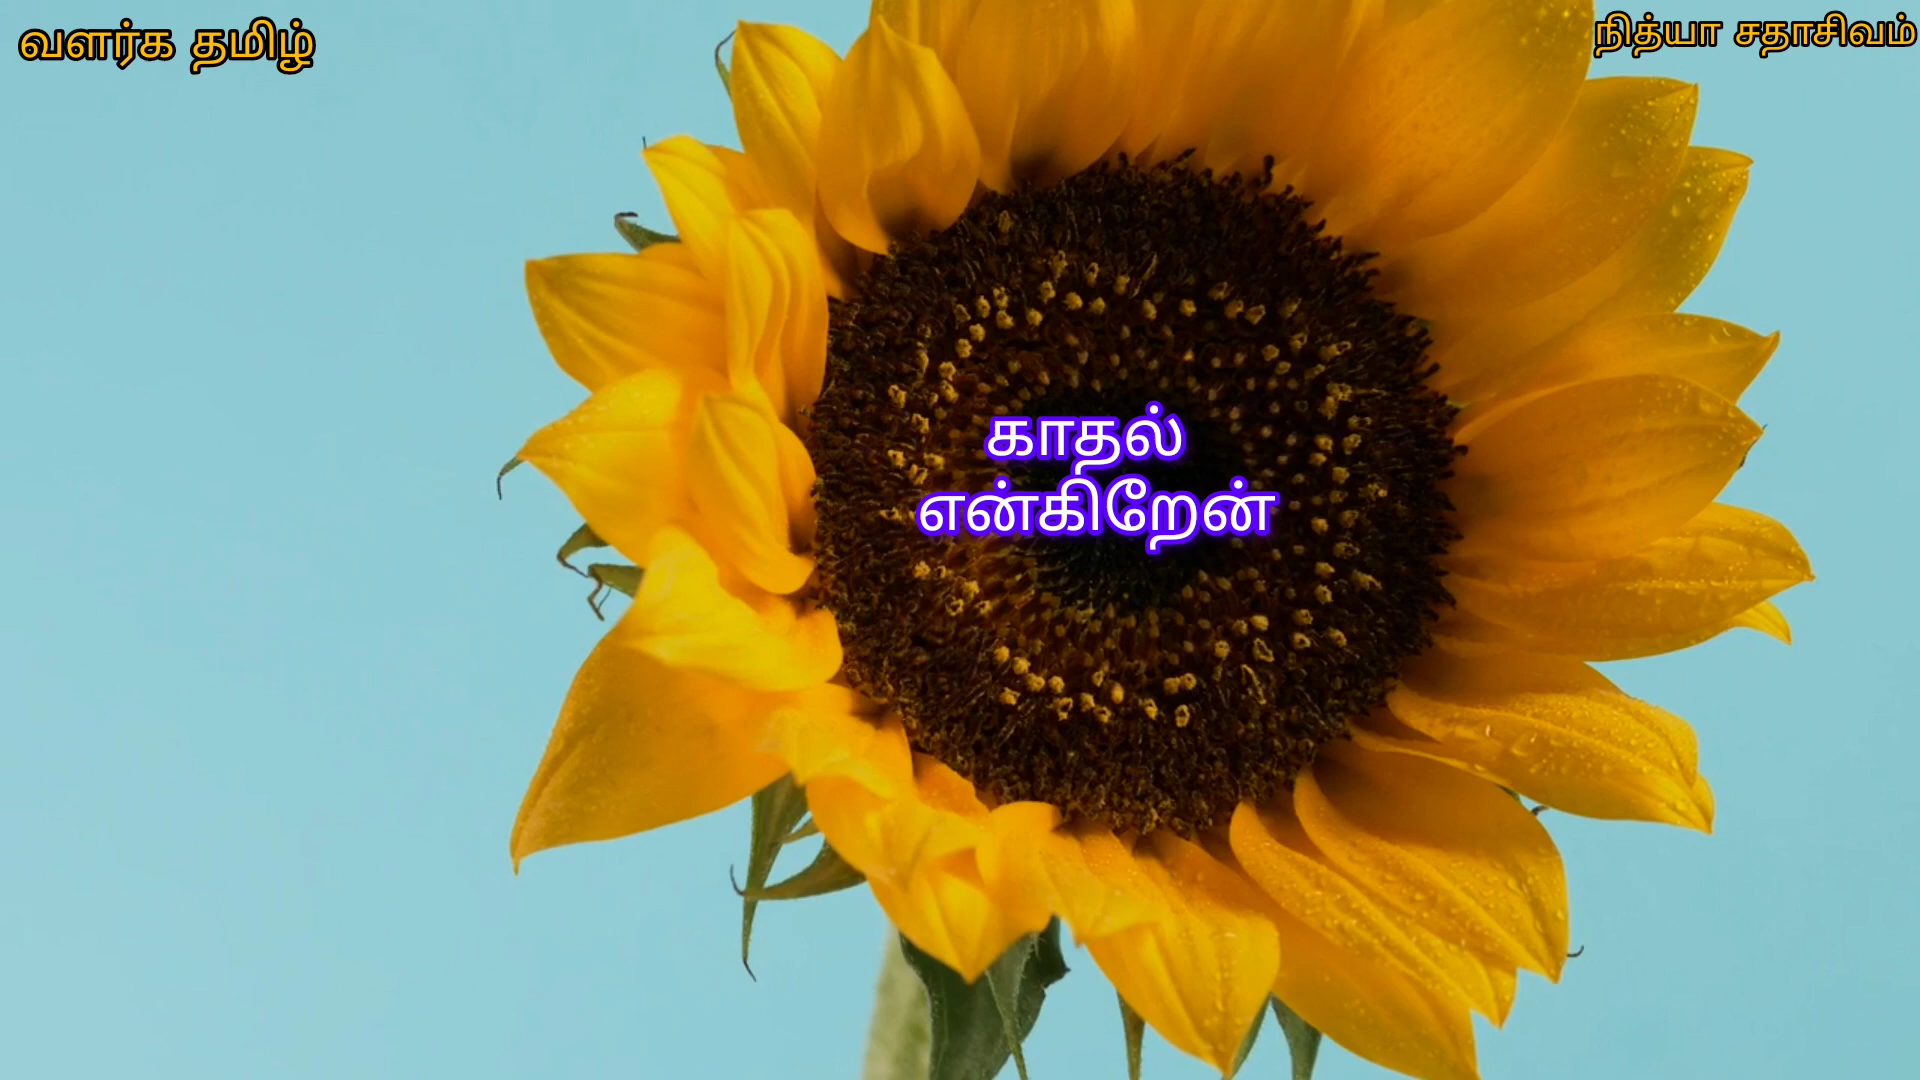 வளர்க தமிழ்
நித்யா சதாசிவம்
காதல்
என்கிறேன்